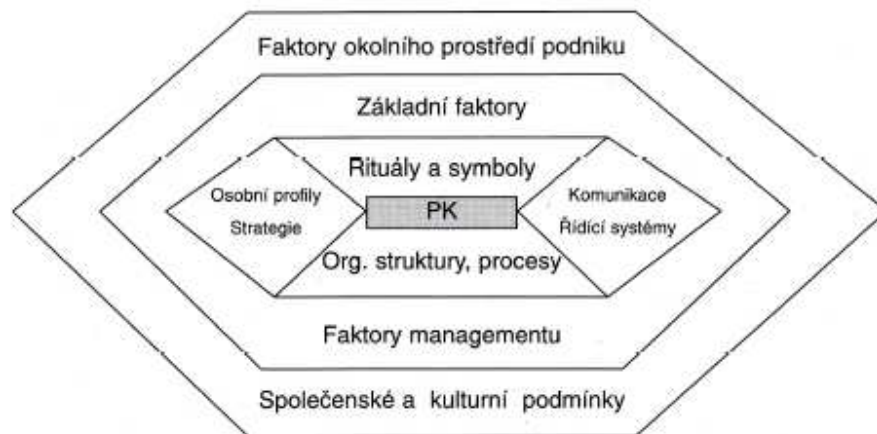 Faktory okolního prostředí podniku
Základní faktory
Rituály a symboly
Osobní profily
Strategie
PK
Komunikace
Řídící systémy
Org. struktury, procesy
Faktory managementu
Společenské a kulturní podmínky